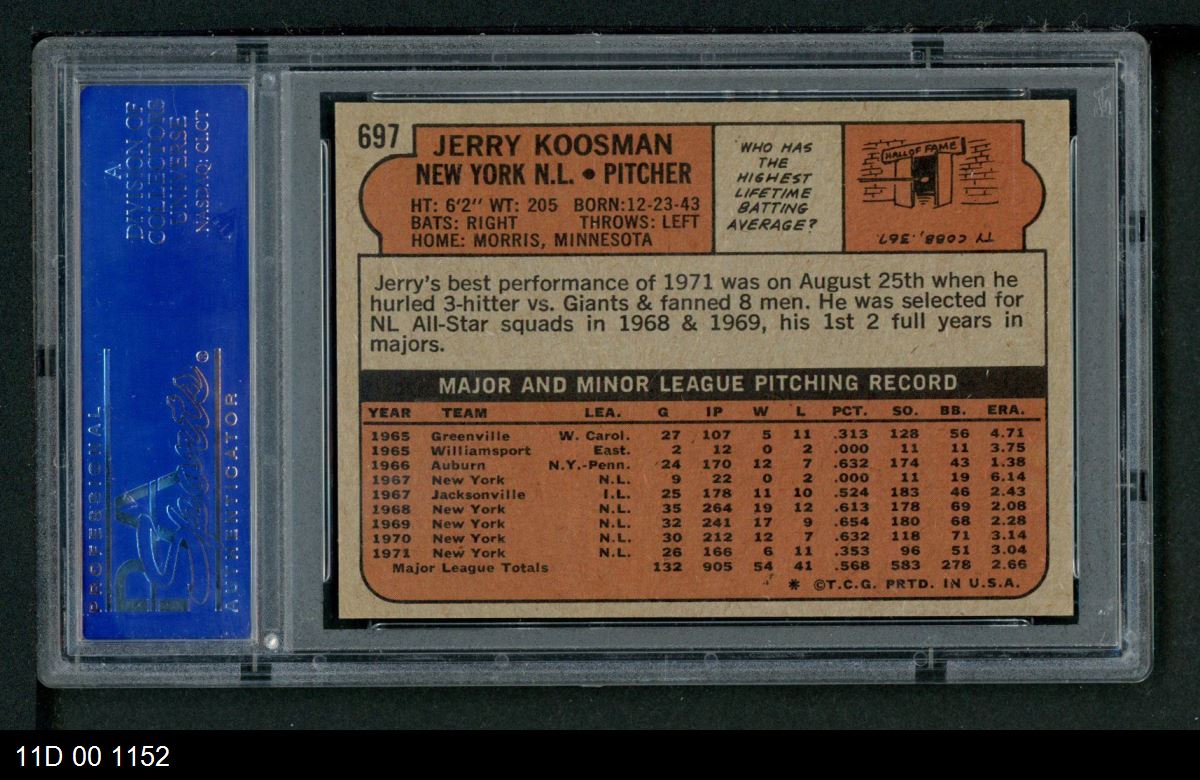 A
DIVISION OF
COLLECTORS
UNIVERSE
NASDAQ: CLCT
PROFESSIONAL
PSA
Sports
AUTHENTICATOR
697
JERRY KOOSMAN
NEW YORK N.L. • PITCHER
HT: 6'2" WT: 205 BORN:12-23-43
BATS: RIGHT THROWS: LEFT
HOME: MORRIS, MINNESOTA
WHO HAS
THE
HIGHEST
LIFETIME
BATTING
AVERAGE?
HALL OF FAME
TY COBB, .367.
Jerry's best performance of 1971 was on August 25th when he
hurled 3-hitter vs. Giants & fanned 8 men. He was selected for
NL All-Star squads in 1968 & 1969, his 1st 2 full years in
majors.
MAJOR AND MINOR LEAGUE PITCHING RECORD
YEAR TEAM LEA. G IP W L PCT. SO. BB. ERA.
1965 Greenville W. Carol. 27 107 5 11 .313 128 56 4.71
1965 Williamsport East. 2 12 0 2 .000 11 11 3.75
1966 Auburn N.Y.-Penn. 24 170 12 7 .632 174 43 1.38
1967 New York N.L. 9 22 0 2 .000 11 19 6.14
1967 Jacksonville I.L. 25 178 11 10 .524 183 46 2.43
1968 New York N.L. 35 264 19 12 .613 178 69 2.08
1969 New York N.L. 32 241 17 9 .654 180 68 2.28
1970 New York N.L. 30 212 12 7 .632 118 71 3.14
1971 New York N.L. 26 166 6 11 .353 96 51 3.04
Major League Totals 132 905 54 41 .568 583 278 2.66
* ©T.C.G. PRTD. IN U.S.A.
11D 00 1152